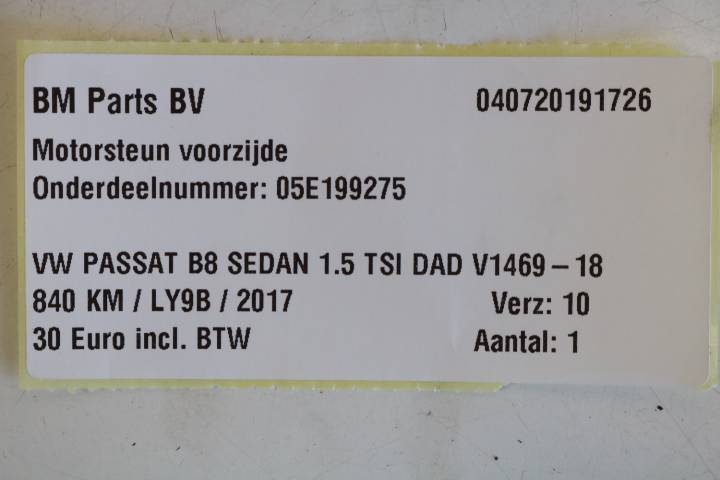 BM Parts BV 040720191726
Motorsteun voorzijde
Onderdeelnummer: 05E199275
VW PASSAT B8 SEDAN 1.5 TSI DAD V1469-18
840 KM / LY9B / 2017 Verz: 10
30 Euro incl. BTW Aantal: 1